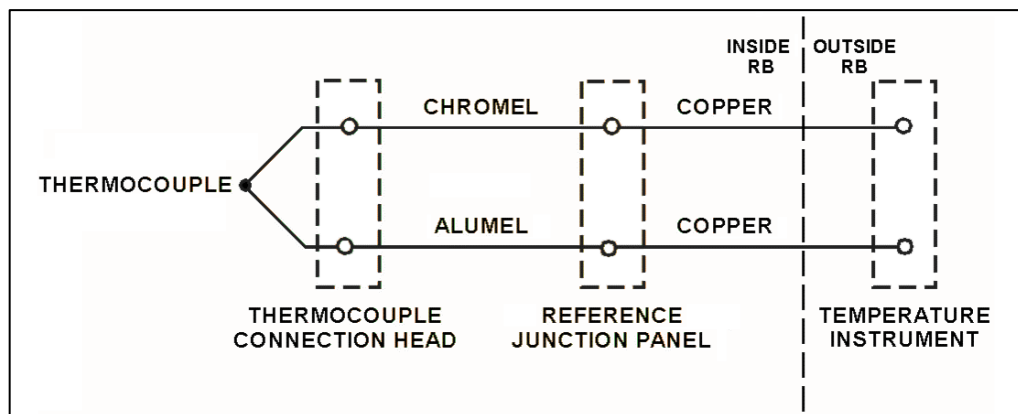 INSIDE
RB
OUTSIDE
RB
CHROMEL
COPPER
THERMOCOUPLE
ALUMEL
COPPER
THERMOCOUPLE
CONNECTION HEAD
REFERENCE
JUNCTION PANEL
TEMPERATURE
INSTRUMENT